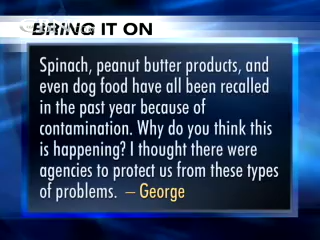 BRING IT ON
Spinach, peanut butter products, and
even dog food have all been recalled
in the past year because of
contamination. Why do you think this
is happening? I thought there were
agencies to protect us from these types
of problems. – George